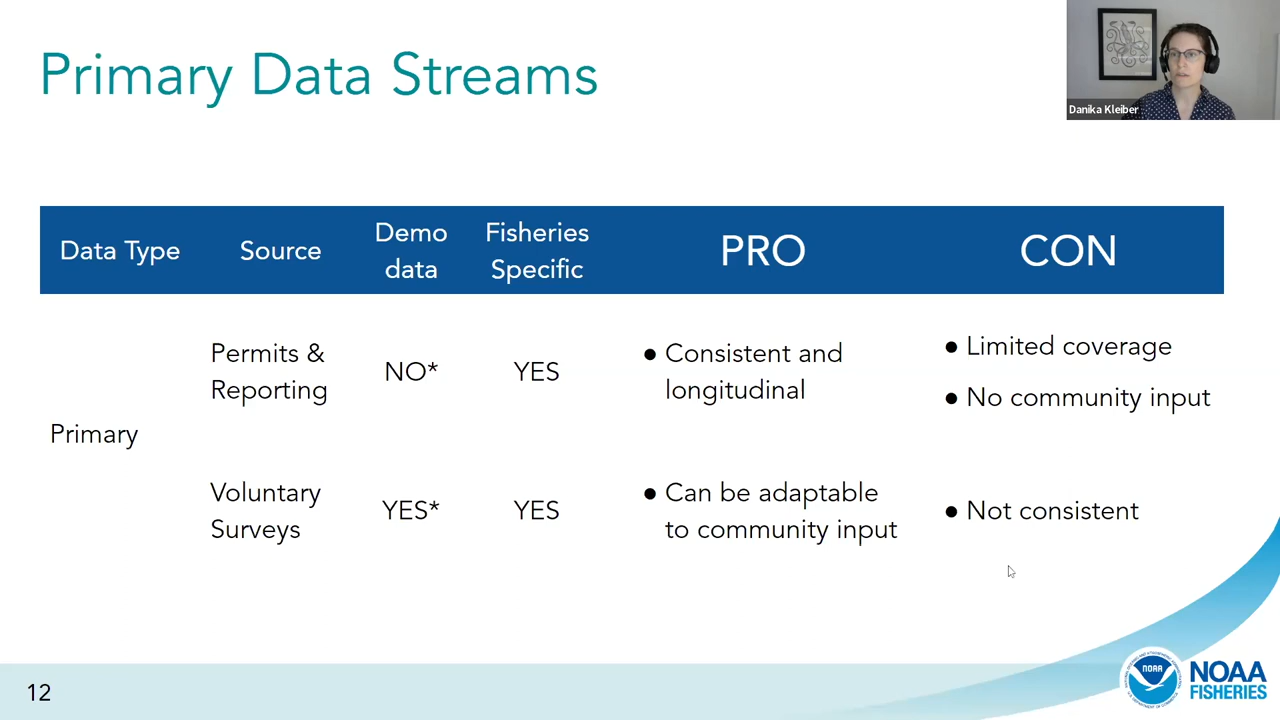 Primary Data Streams
Danika Kleiber
Data Type
Source
Demo
data
Fisheries
Specific
PRO
CON
Primary
Permits &
Reporting
NO*
YES
● Consistent and
longitudinal
● Limited coverage
● No community input
Voluntary
Surveys
YES*
YES
● Can be adaptable
to community input
● Not consistent
12
NOAA
NOAA
FISHERIES